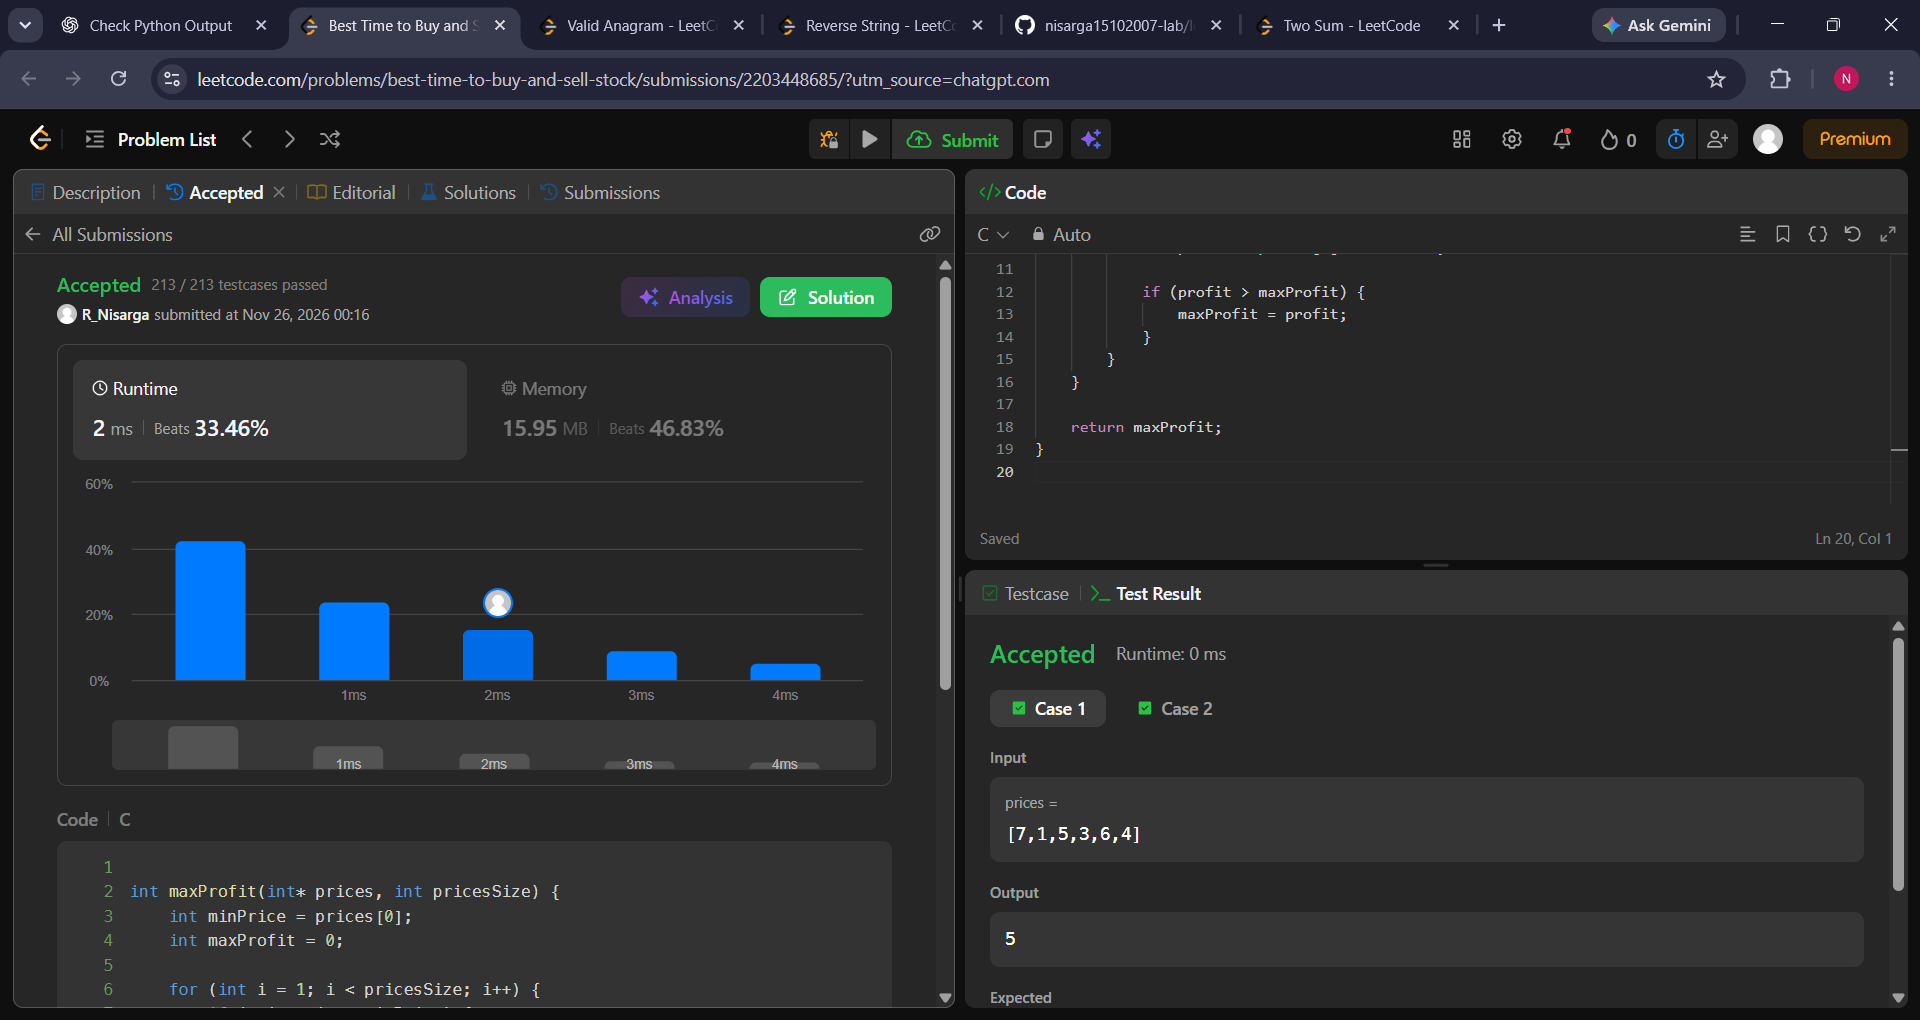 Check Python Output
Best Time to Buy and S
Valid Anagram - LeetC
Reverse String - LeetCo
nisarga15102007-lab/l
Two Sum - LeetCode
Ask Gemini
leetcode.com/problems/best-time-to-buy-and-sell-stock/submissions/2203448685/?utm_source=chatgpt.com
N
Problem List
Submit
0
Premium
Description
Accepted
Editorial
Solutions
Submissions
All Submissions
Accepted 213 / 213 testcases passed
R_Nisarga submitted at Nov 26, 2026 00:16
Analysis
Solution
Runtime
2 ms Beats 33.46%
Memory
15.95 MB Beats 46.83%
60%
40%
20%
0%
1ms 2ms 3ms 4ms
1ms 2ms 3ms 4ms
Code C
1
2 int maxProfit(int* prices, int pricesSize) {
3 int minPrice = prices[0];
4 int maxProfit = 0;
5
6 for (int i = 1; i < pricesSize; i++) {
</> Code
C Auto
11
12 if (profit > maxProfit) {
13 maxProfit = profit;
14 }
15 }
16 }
17
18 return maxProfit;
19 }
20
Saved
Ln 20, Col 1
Testcase
Test Result
Accepted Runtime: 0 ms
Case 1
Case 2
Input
prices =
[7,1,5,3,6,4]
Output
5
Expected